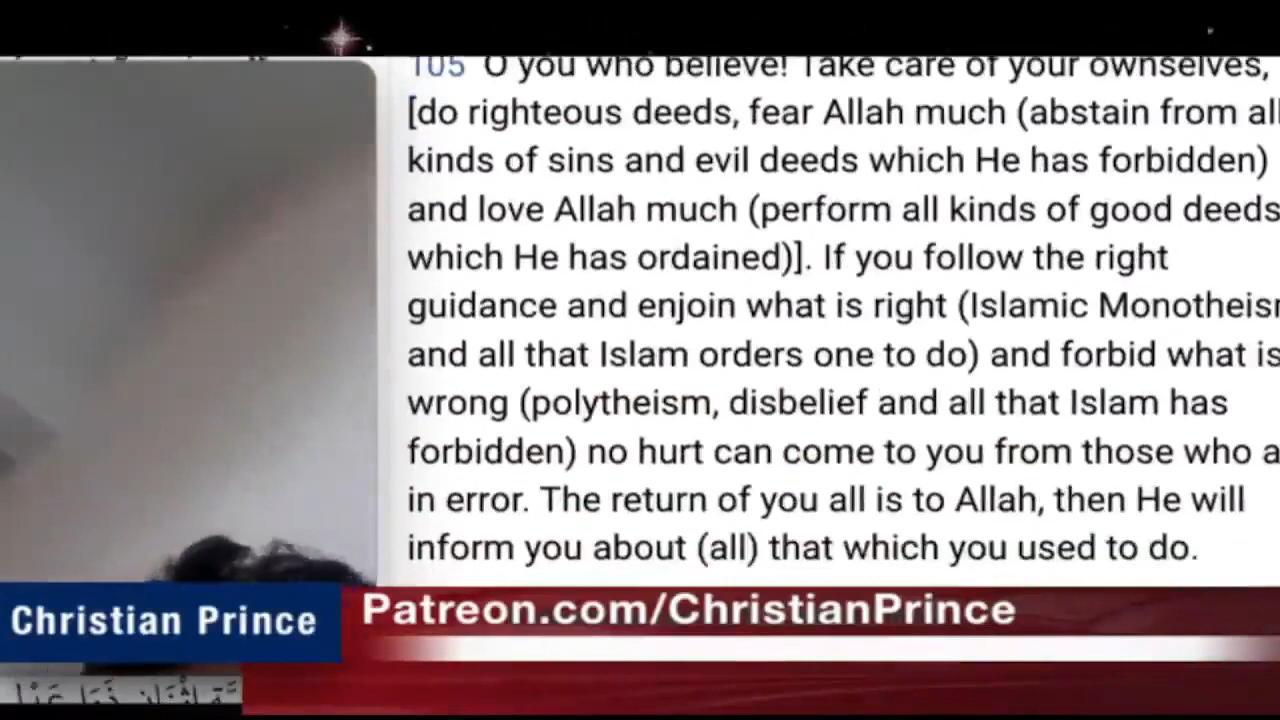 105 O you who believe! Take care of your ownselves,
[do righteous deeds, fear Allah much (abstain from all
kinds of sins and evil deeds which He has forbidden)
and love Allah much (perform all kinds of good deeds
which He has ordained)]. If you follow the right
guidance and enjoin what is right (Islamic
and all that Islam orders one to do) and forbid what is
wrong (polytheism, disbelief and all that Islam has
forbidden) no hurt can come to you from those who
in error. The return of you all is to Allah, then He will
inform you about (all) that which you used to do.
Christian Prince
Patreon.com/ChristianPrince